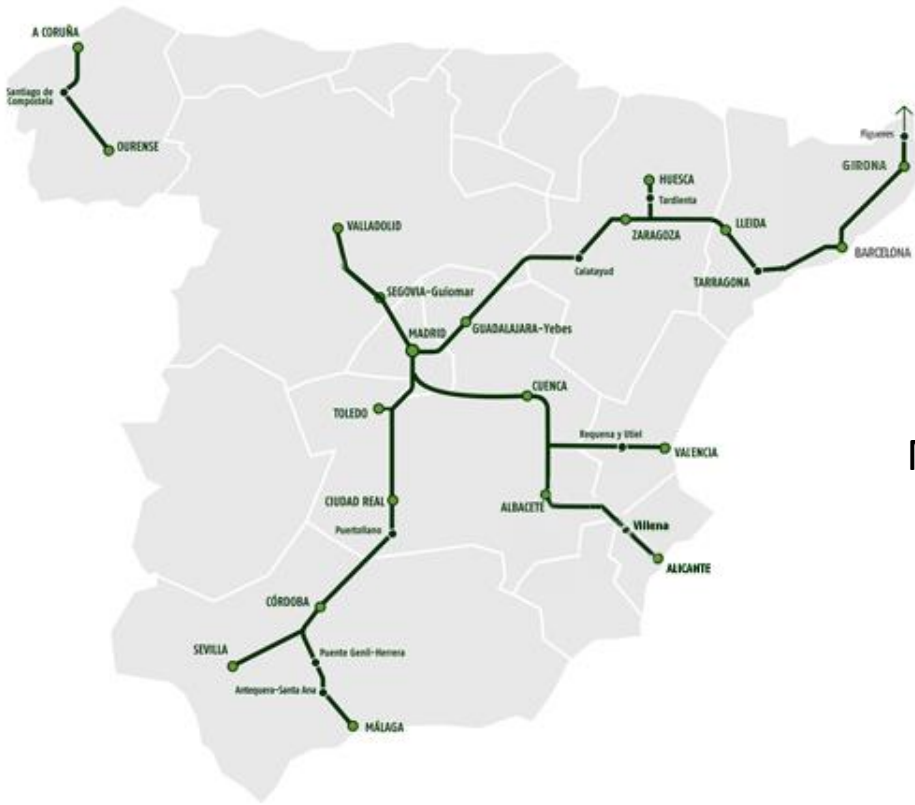 A CORUÑA
Santiago de
Compostela
OURENSE
Figueres
GIRONA
HUESCA
Tardienta
VALLADOLID
ZARAGOZA
LLEIDA
BARCELONA
Calatayud
TARRAGONA
SEGOVIA-Guiomar
GUADALAJARA-Yebes
MADRID
CUENCA
TOLEDO
Requena y Utiel
VALENCIA
CIUDAD REAL
ALBACETE
Puertollano
Villena
ALICANTE
CÓRDOBA
SEVILLA
Puente Genil-Herrera
Antequera-Santa Ana
MÁLAGA